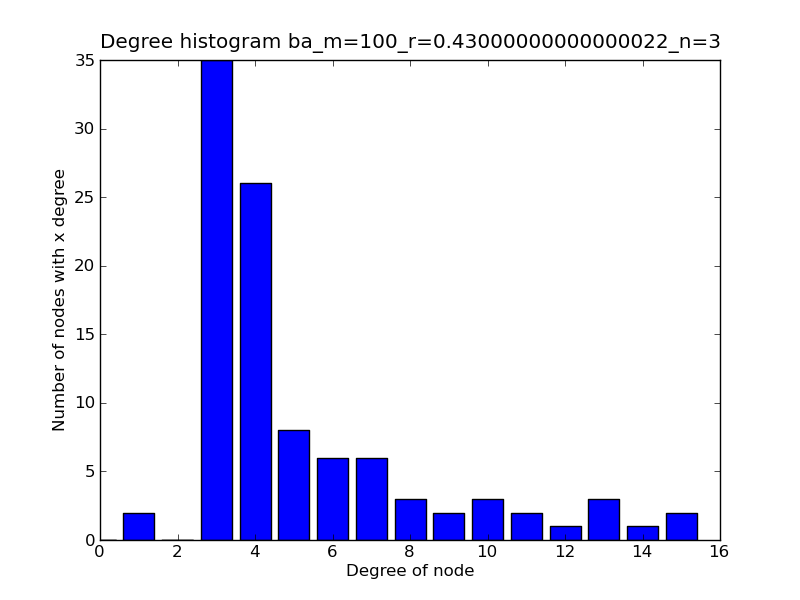 Degree histogram ba_m=100_r=0.43000000000000022_n=3
35
30
25
20
15
10
5
0
0 2 4 6 8 10 12 14 16
Number of nodes with x degree
Degree of node